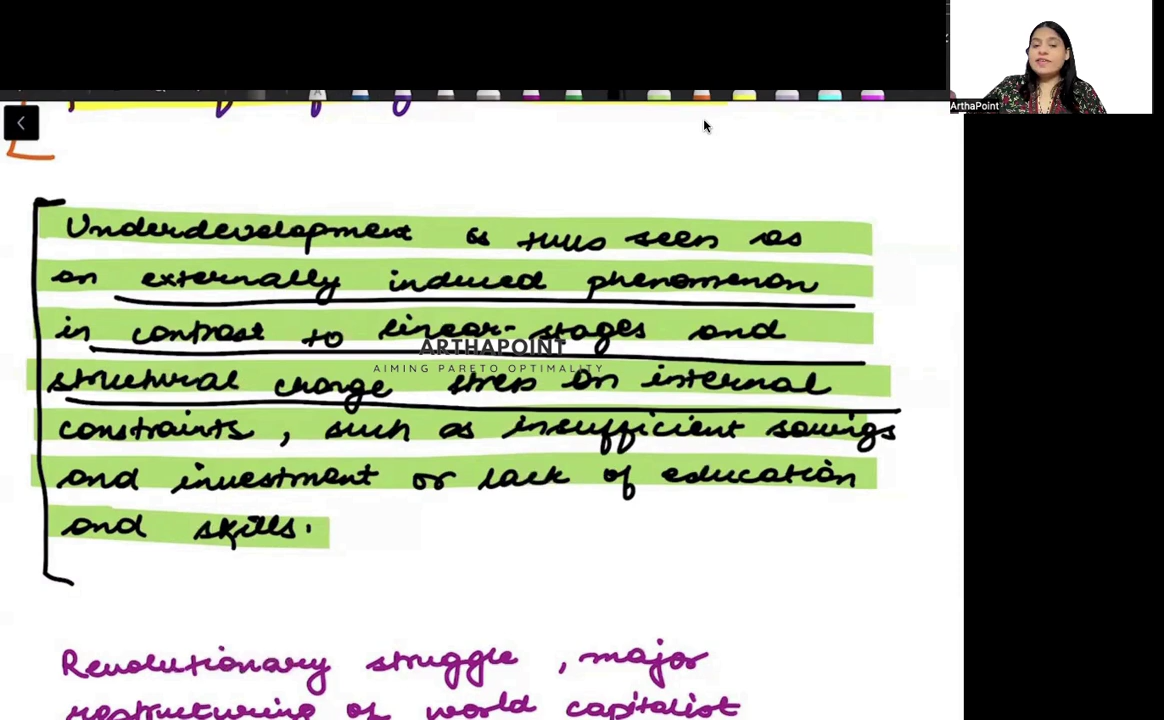 ArthaPoint
Underdevelopment is thus seen as
an externally induced phenomenon
in contrast to linear-stages and
ARTHAPOINT
AIMING PARETO OPTIMALITY
structural change stress on internal
constraints, such as insufficient savings
and investment or lack of education
and skills.
Revolutionary struggle, major
restructuring of world capitalist